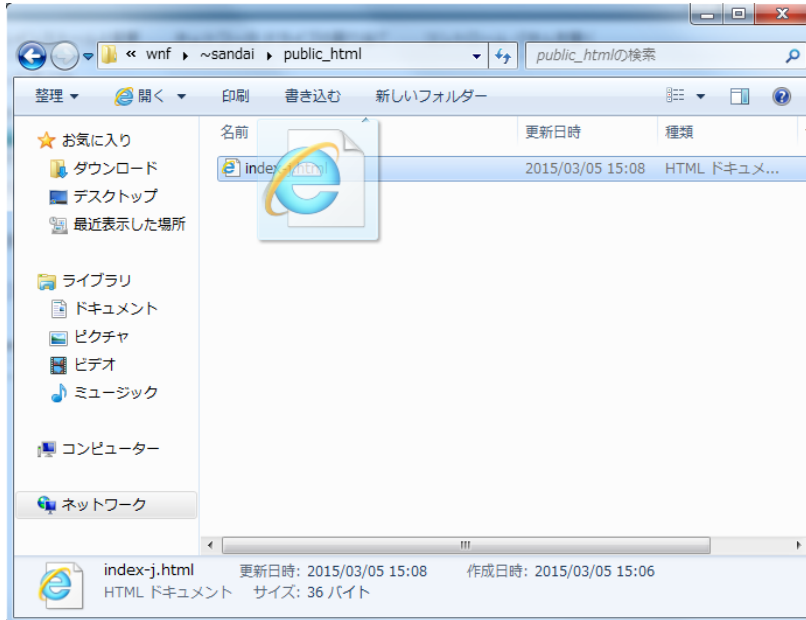 « wnf ▸ ~sandai ▸ public_html
public_htmlの検索
整理 ▼ 開く ▼ 印刷 書き込む 新しいフォルダー
名前 更新日時 種類
index-j.html 2015/03/05 15:08 HTML ドキュメ...
お気に入り
ダウンロード
デスクトップ
最近表示した場所
ライブラリ
ドキュメント
ピクチャ
ビデオ
ミュージック
コンピューター
ネットワーク
index-j.html 更新日時: 2015/03/05 15:08 作成日時: 2015/03/05 15:06
HTML ドキュメント サイズ: 36 バイト